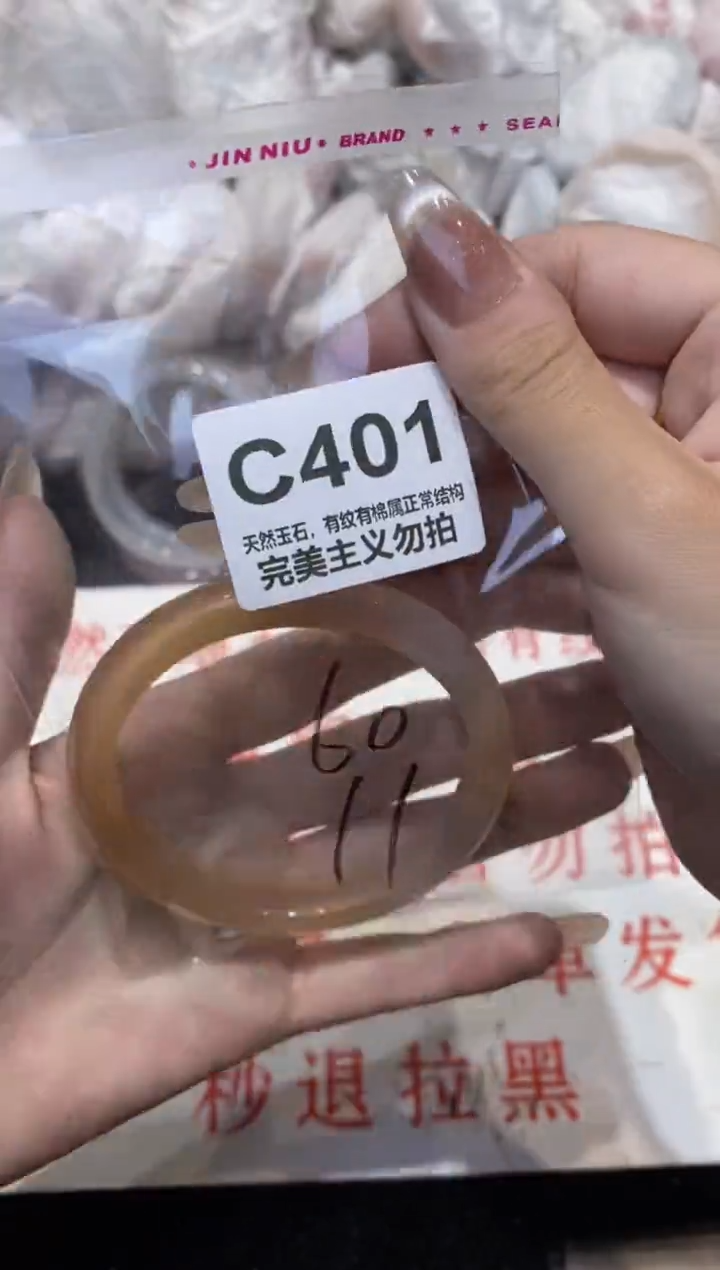 • JIN NIU • BRAND ★ ★ ★ SEA
C401
天然玉石，有纹有棉属正常结构
完美主义勿拍
60
11
勿拍
发
秒退拉黑